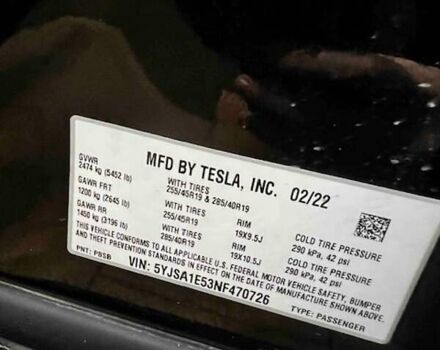 MFD BY TESLA, INC. 02/22
GVWR
2474 kg (5452 lb)
WITH TIRES
255/45R19 & 285/40R19
GAWR FRT
1200 kg (2645 lb)
WITH TIRES
255/45R19
RIM
19X9.5J
COLD TIRE PRESSURE
290 kPa, 42 psi
GAWR RR
1450 kg (3196 lb)
WITH TIRES
285/40R19
RIM
19X10.5J
COLD TIRE PRESSURE
290 kPa, 42 psi
THIS VEHICLE CONFORMS TO ALL APPLICABLE U.S. FEDERAL MOTOR VEHICLE SAFETY, BUMPER
AND THEFT PREVENTION STANDARDS IN EFFECT ON THE DATE OF MANUFACTURE SHOWN ABOVE.
PNT: PBSB
VIN: 5YJSA1E53NF470726
TYPE: PASSENGER